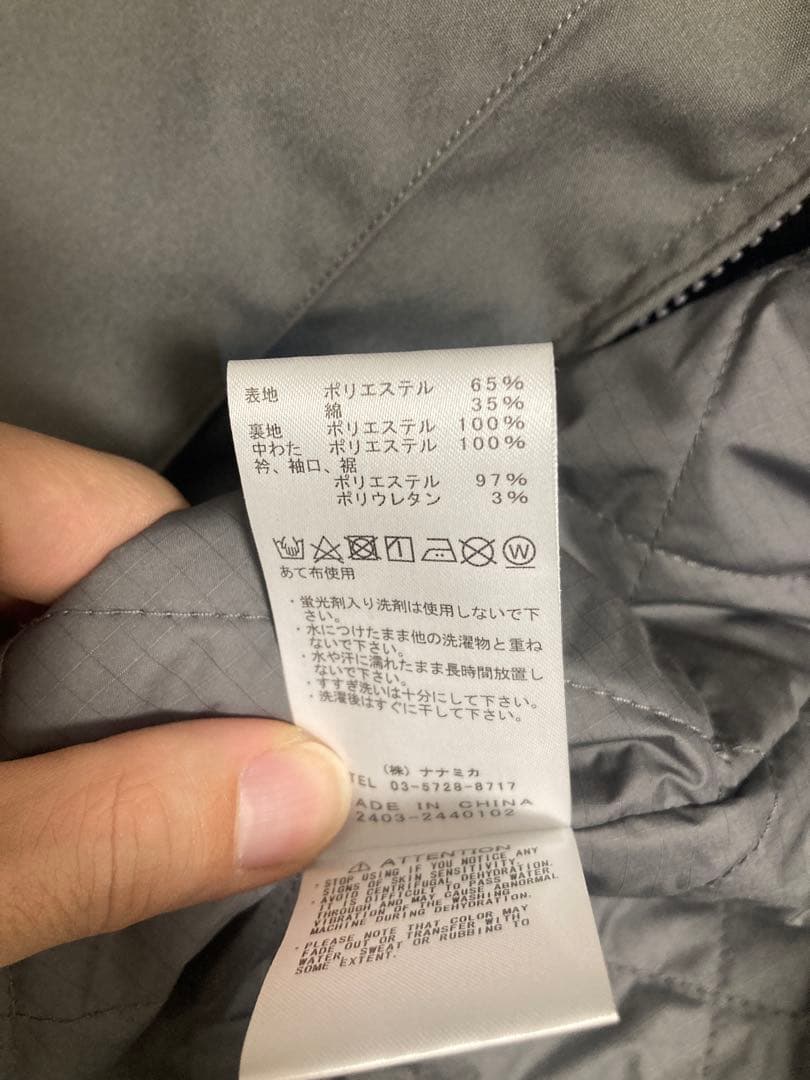 表地 ポリエステル 65%
綿 35%
裏地 ポリエステル 100%
中わた ポリエステル 100%
衿、袖口、裾
ポリエステル 97%
ポリウレタン 3%
W
あて布使用
・蛍光剤入り洗剤は使用しないで下
さい。
・水につけたまま他の洗濯物と重ね
ないで下さい。
・水や汗に濡れたまま長時間放置し
ないで下さい。
・すすぎ洗いは十分にして下さい。
・洗濯後はすぐに干して下さい。
(株) ナナミカ
TEL 03-5728-8717
MADE IN CHINA
2403-2440102
ATTENTION
・STOP USING IF YOU NOTICE ANY
SIGNS OF SKIN SENSITIVITY.
・AVOID CENTRIFUGAL DEHYDRATION.
IT IS DIFFICULT TO PASS WATER
THROUGH AND MAY CAUSE ABNORMAL
VIBRATION OF THE WASHING
MACHINE DURING DEHYDRATION.
・PLEASE NOTE THAT COLOR MAY
FADE OUT OR TRANSFER WITH
WATER, SWEAT OR RUBBING TO
SOME EXTENT.